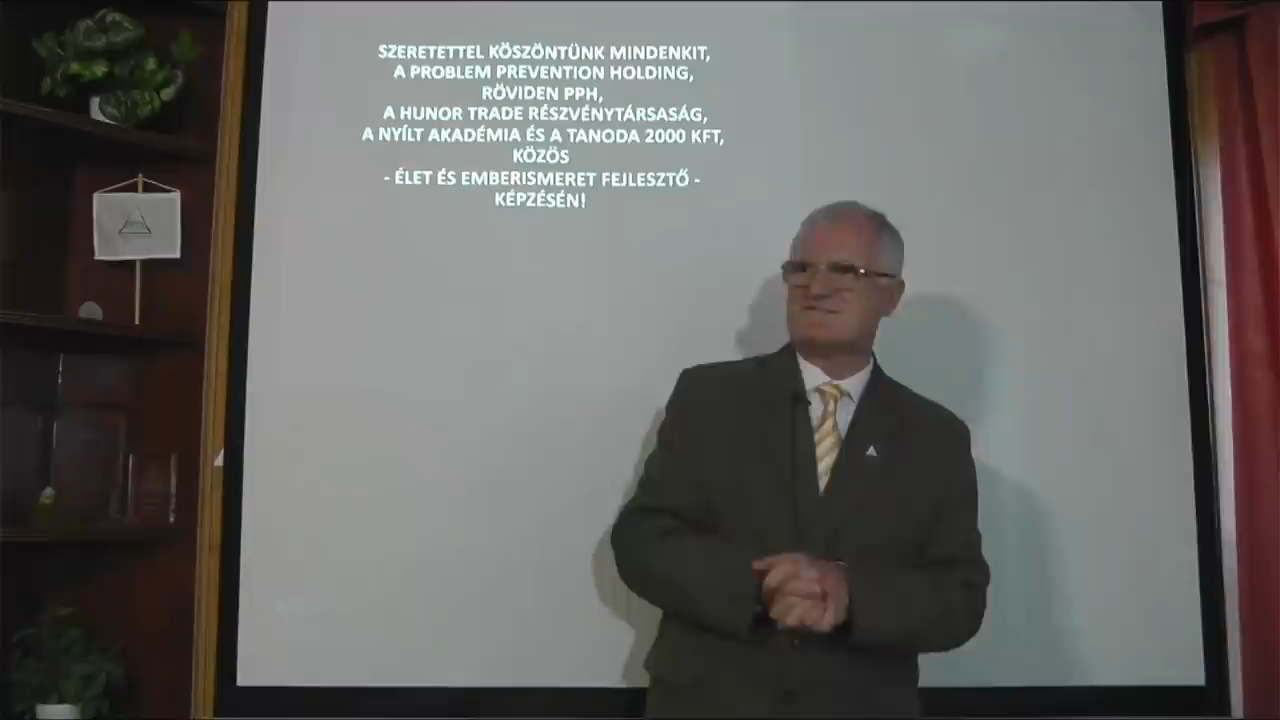 SZERETETTEL KÖSZÖNTÜNK MINDENKIT,
A PROBLEM PREVENTION HOLDING,
RÖVIDEN PPH,
A HUNOR TRADE RÉSZVÉNYTÁRSASÁG,
A NYÍLT AKADÉMIA ÉS A TANODA 2000 KFT,
KÖZÖS
- ÉLET ÉS EMBERISMERET FEJLESZTŐ -
KÉPZÉSÉN!